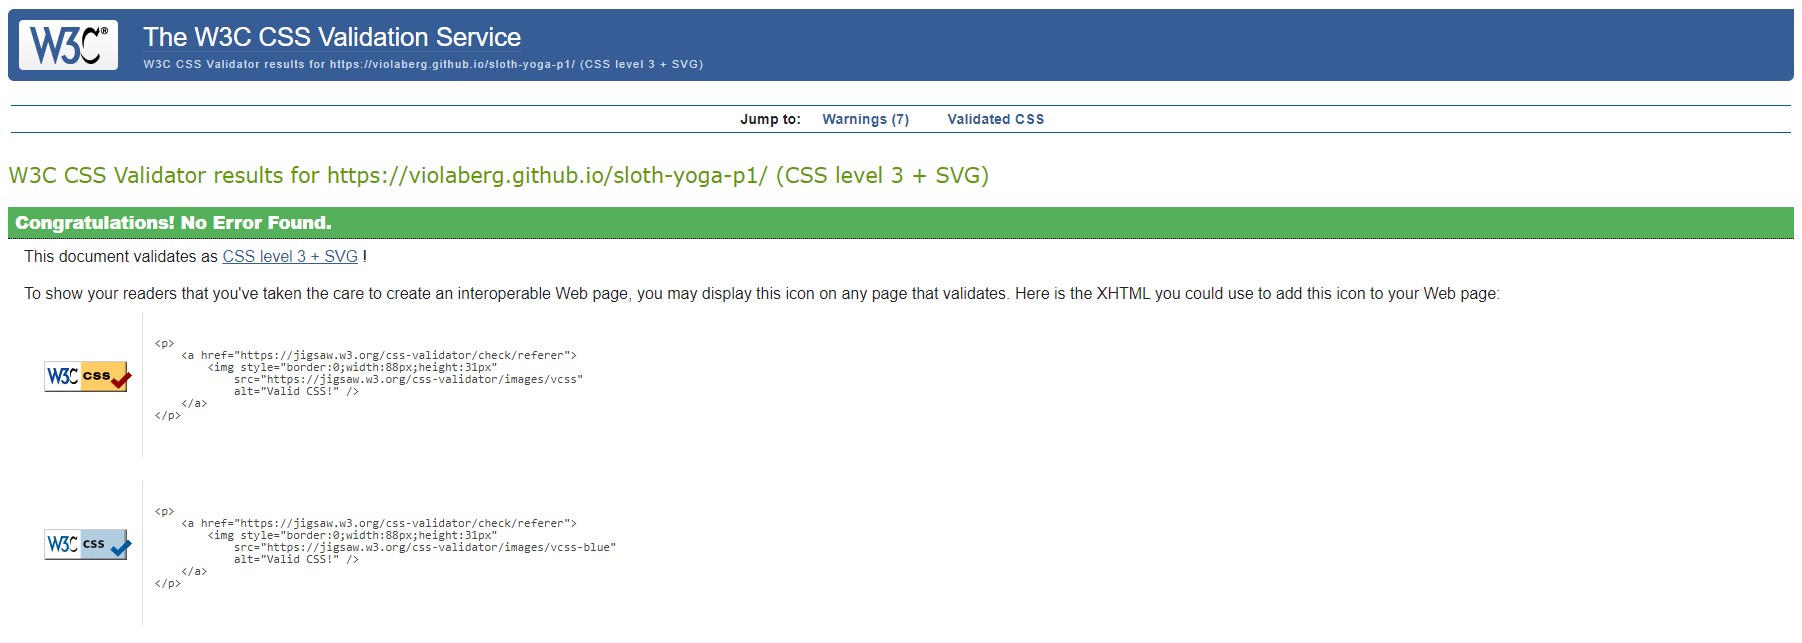 W3C®
The W3C CSS Validation Service
W3C CSS Validator results for https://violaberg.github.io/sloth-yoga-p1/ (CSS level 3 + SVG)
Jump to: Warnings (7) Validated CSS
W3C CSS Validator results for https://violaberg.github.io/sloth-yoga-p1/ (CSS level 3 + SVG)
Congratulations! No Error Found.
This document validates as CSS level 3 + SVG !
To show your readers that you've taken the care to create an interoperable Web page, you may display this icon on any page that validates. Here is the XHTML you could use to add this icon to your Web page:
W3C css
<p>
<a href="https://jigsaw.w3.org/css-validator/check/referer">
<img style="border:0;width:88px;height:31px"
src="https://jigsaw.w3.org/css-validator/images/vcss"
alt="Valid CSS!" />
</a>
</p>
W3C css
<p>
<a href="https://jigsaw.w3.org/css-validator/check/referer">
<img style="border:0;width:88px;height:31px"
src="https://jigsaw.w3.org/css-validator/images/vcss-blue"
alt="Valid CSS!" />
</a>
</p>